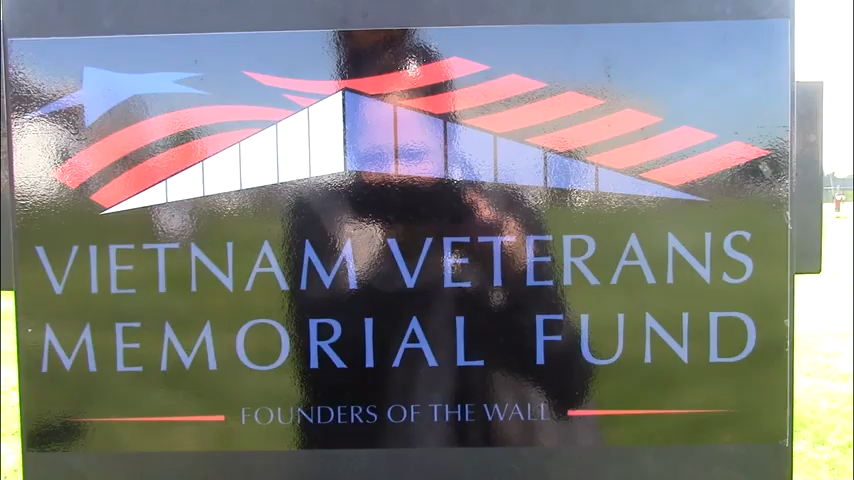 VIETNAM VETERANS
MEMORIAL FUND
FOUNDERS OF THE WALL